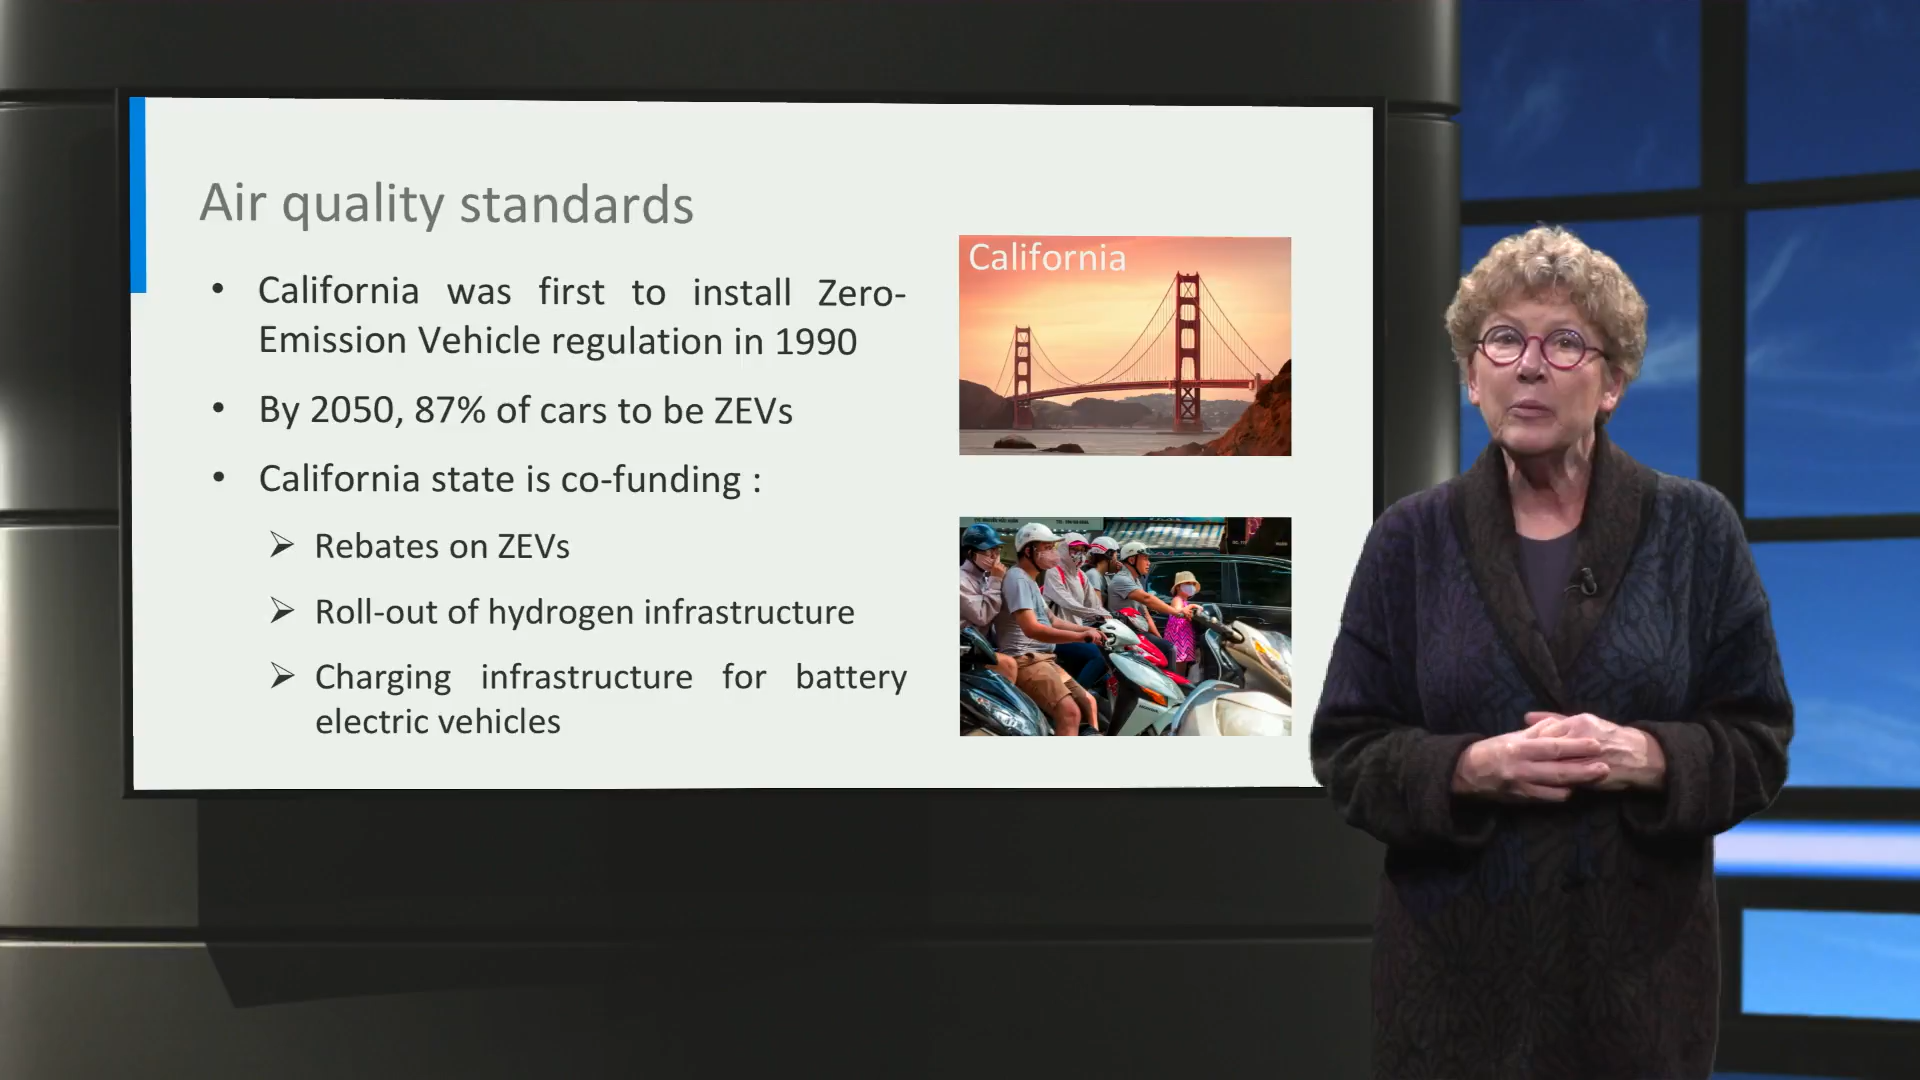 Air quality standards
• California was first to install Zero-
Emission Vehicle regulation in 1990
• By 2050, 87% of cars to be ZEVs
• California state is co-funding :
➢ Rebates on ZEVs
➢ Roll-out of hydrogen infrastructure
➢ Charging infrastructure for battery
electric vehicles
California